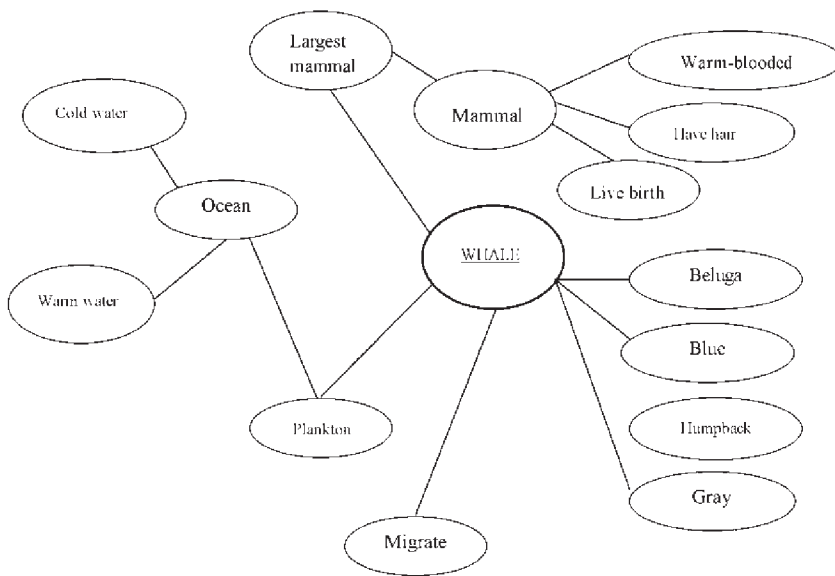 Largest
mammal
Warm-blooded
Cold water
Mammal
Have hair
Live birth
Ocean
WHALE
Beluga
Warm water
Blue
Plankton
Humpback
Gray
Migrate